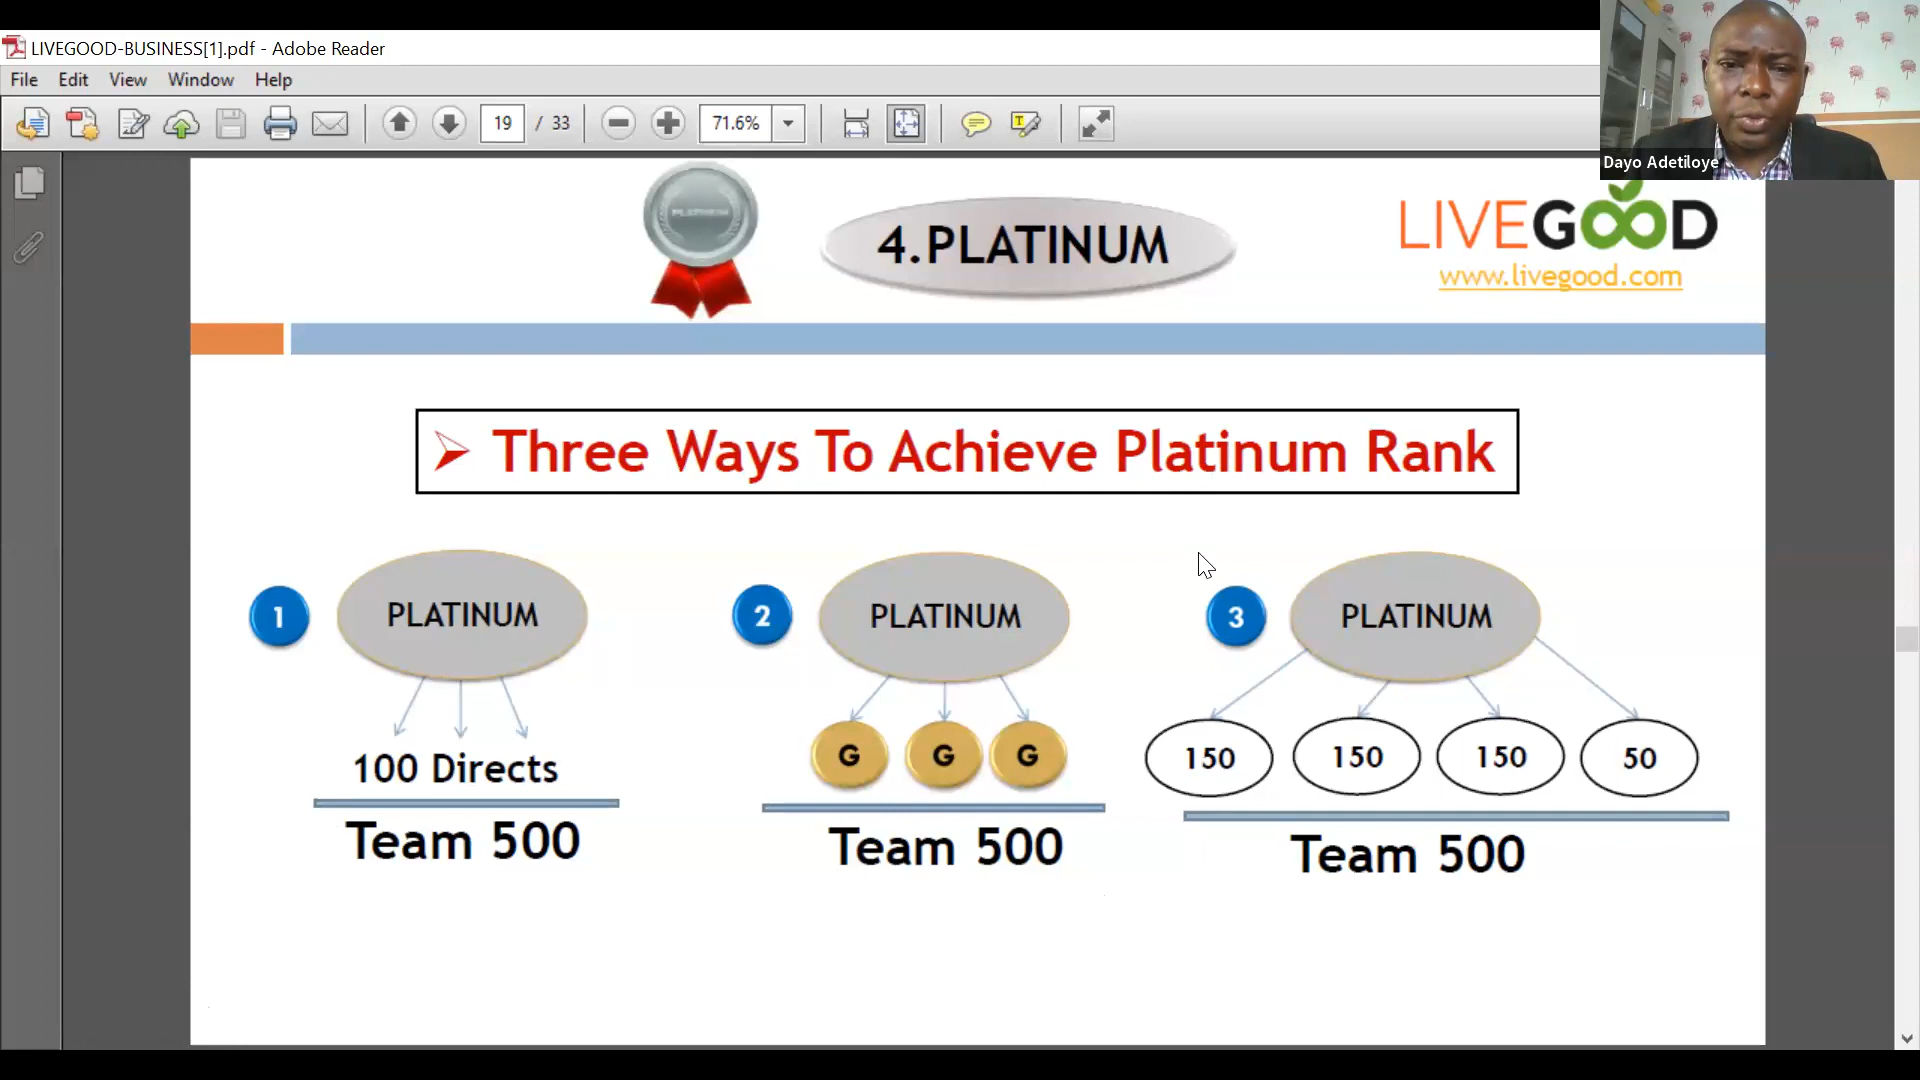 LIVEGOOD-BUSINESS[1].pdf - Adobe Reader
File Edit View Window Help
19 / 33
71.6%
Dayo Adetiloye
PLATINUM
4.PLATINUM
LIVEGOOD
www.livegood.com
Three Ways To Achieve Platinum Rank
1 PLATINUM
100 Directs
Team 500
2 PLATINUM
G G G
Team 500
3 PLATINUM
150 150 150 50
Team 500